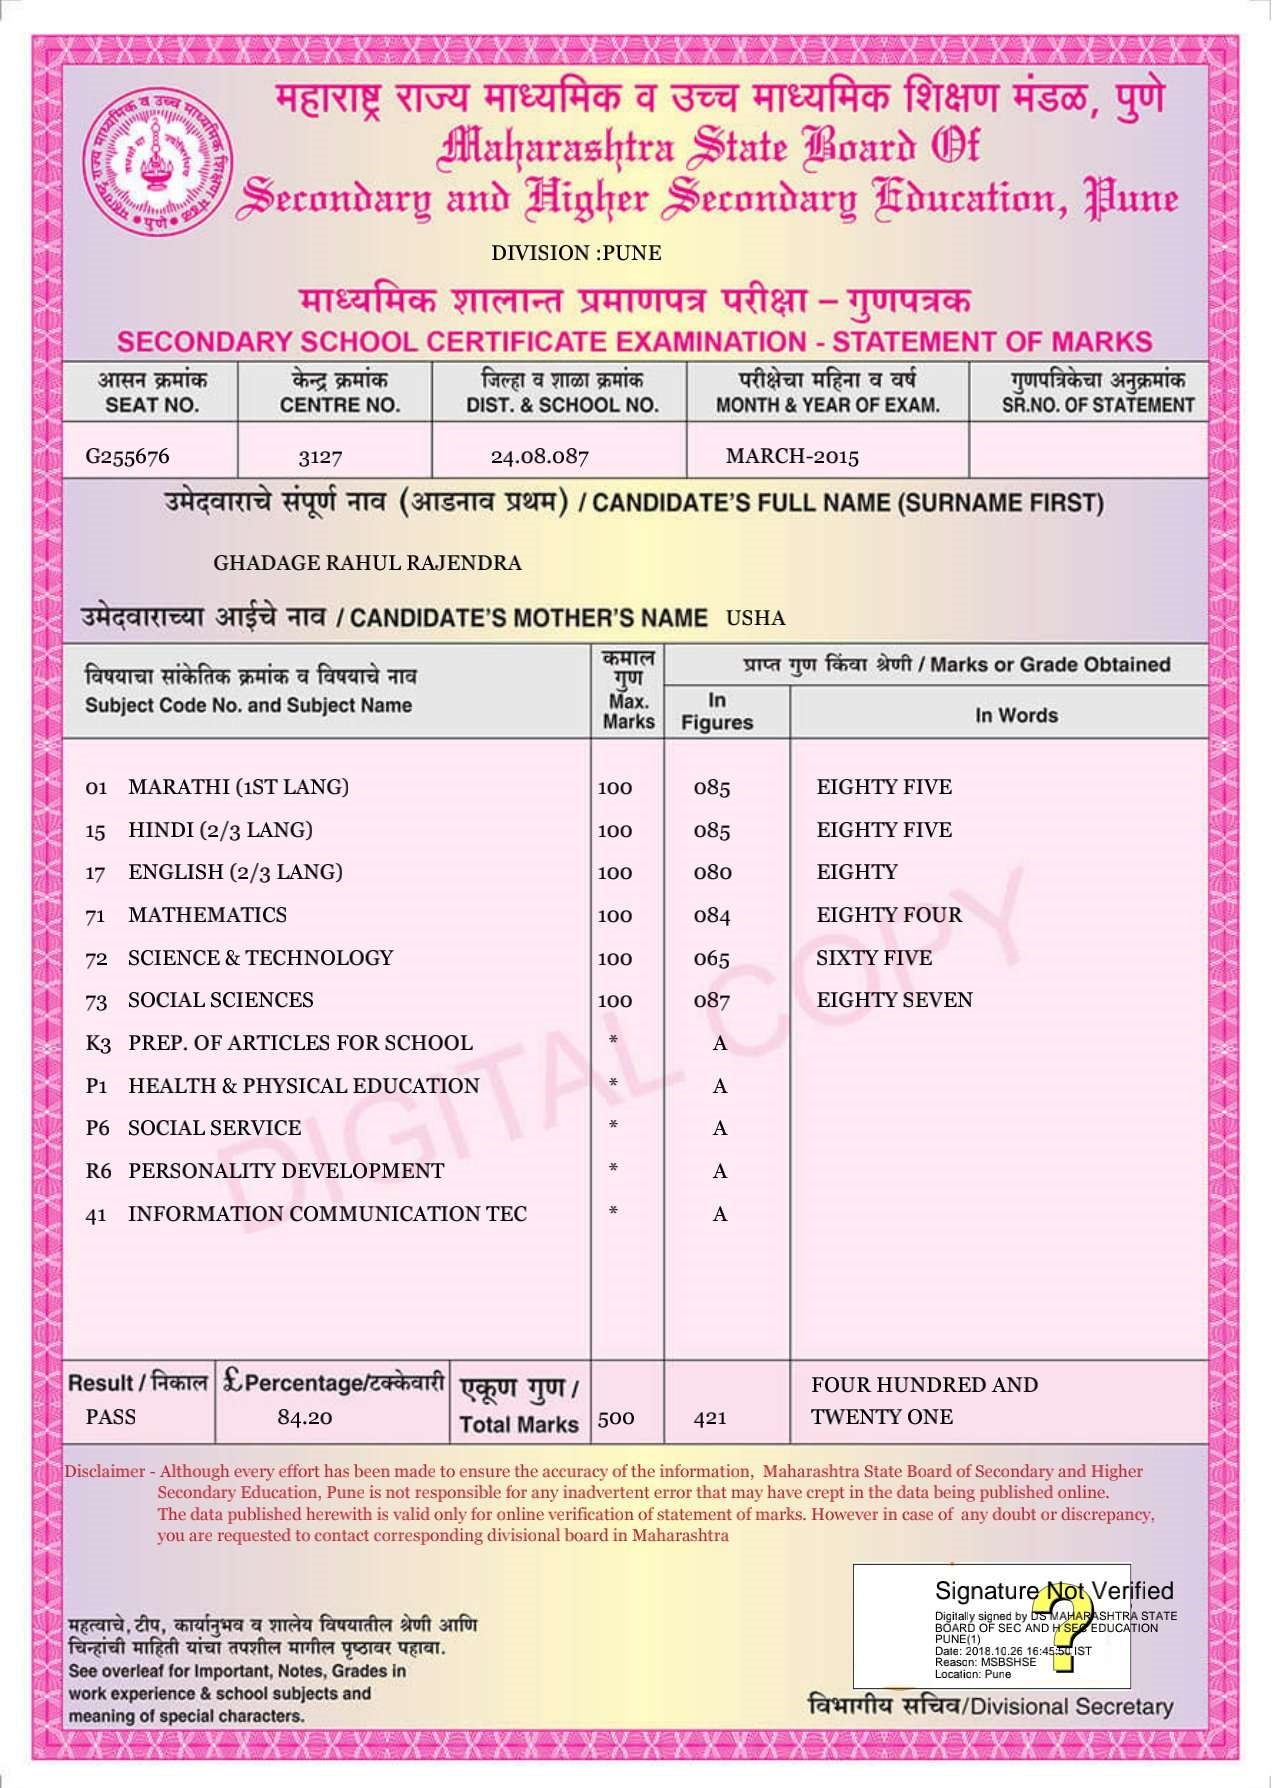 महाराष्ट्र राज्य माध्यमिक व उच्च माध्यमिक शिक्षण मंडळ, पुणे
Maharashtra State Board Of
Secondary and Higher Secondary Education, Pune
DIVISION :PUNE
माध्यमिक शालान्त प्रमाणपत्र परीक्षा – गुणपत्रक
SECONDARY SCHOOL CERTIFICATE EXAMINATION - STATEMENT OF MARKS
आसन क्रमांक केन्द्र क्रमांक जिल्हा व शाळा क्रमांक परीक्षेचा महिना व वर्ष गुणपत्रिकेचा अनुक्रमांक
SEAT NO. CENTRE NO. DIST. & SCHOOL NO. MONTH & YEAR OF EXAM. SR.NO. OF STATEMENT
G255676 3127 24.08.087 MARCH-2015
उमेदवाराचे संपूर्ण नाव (आडनाव प्रथम) / CANDIDATE'S FULL NAME (SURNAME FIRST)
GHADAGE RAHUL RAJENDRA
उमेदवाराच्या आईचे नाव / CANDIDATE'S MOTHER'S NAME USHA
विषयाचा सांकेतिक क्रमांक व विषयाचे नाव
Subject Code No. and Subject Name
कमाल
गुण
Max.
Marks
प्राप्त गुण किंवा श्रेणी / Marks or Grade Obtained
In
Figures
In Words
01 MARATHI (1ST LANG) 100 085 EIGHTY FIVE
15 HINDI (2/3 LANG) 100 085 EIGHTY FIVE
17 ENGLISH (2/3 LANG) 100 080 EIGHTY
71 MATHEMATICS 100 084 EIGHTY FOUR
72 SCIENCE & TECHNOLOGY 100 065 SIXTY FIVE
73 SOCIAL SCIENCES 100 087 EIGHTY SEVEN
K3 PREP. OF ARTICLES FOR SCHOOL * A
P1 HEALTH & PHYSICAL EDUCATION * A
P6 SOCIAL SERVICE * A
R6 PERSONALITY DEVELOPMENT * A
41 INFORMATION COMMUNICATION TEC * A
DIGITAL COPY
Result / निकाल £ Percentage/टक्केवारी एकूण गुण / FOUR HUNDRED AND
PASS 84.20 Total Marks 500 421 TWENTY ONE
Disclaimer - Although every effort has been made to ensure the accuracy of the information, Maharashtra State Board of Secondary and Higher
Secondary Education, Pune is not responsible for any inadvertent error that may have crept in the data being published online.
The data published herewith is valid only for online verification of statement of marks. However in case of any doubt or discrepancy,
you are requested to contact corresponding divisional board in Maharashtra
महत्वाचे, टीप, कार्यानुभव व शालेय विषयातील श्रेणी आणि
चिन्हांची माहिती यांचा तपशील मागील पृष्ठावर पहावा.
See overleaf for Important, Notes, Grades in
work experience & school subjects and
meaning of special characters.
Signature Not Verified
Digitally signed by DS MAHARASHTRA STATE
BOARD OF SEC AND H SEC EDUCATION
PUNE(1)
Date: 2018.10.26 16:45:50 IST
Reason: MSBSHSE
Location: Pune
विभागीय सचिव/Divisional Secretary